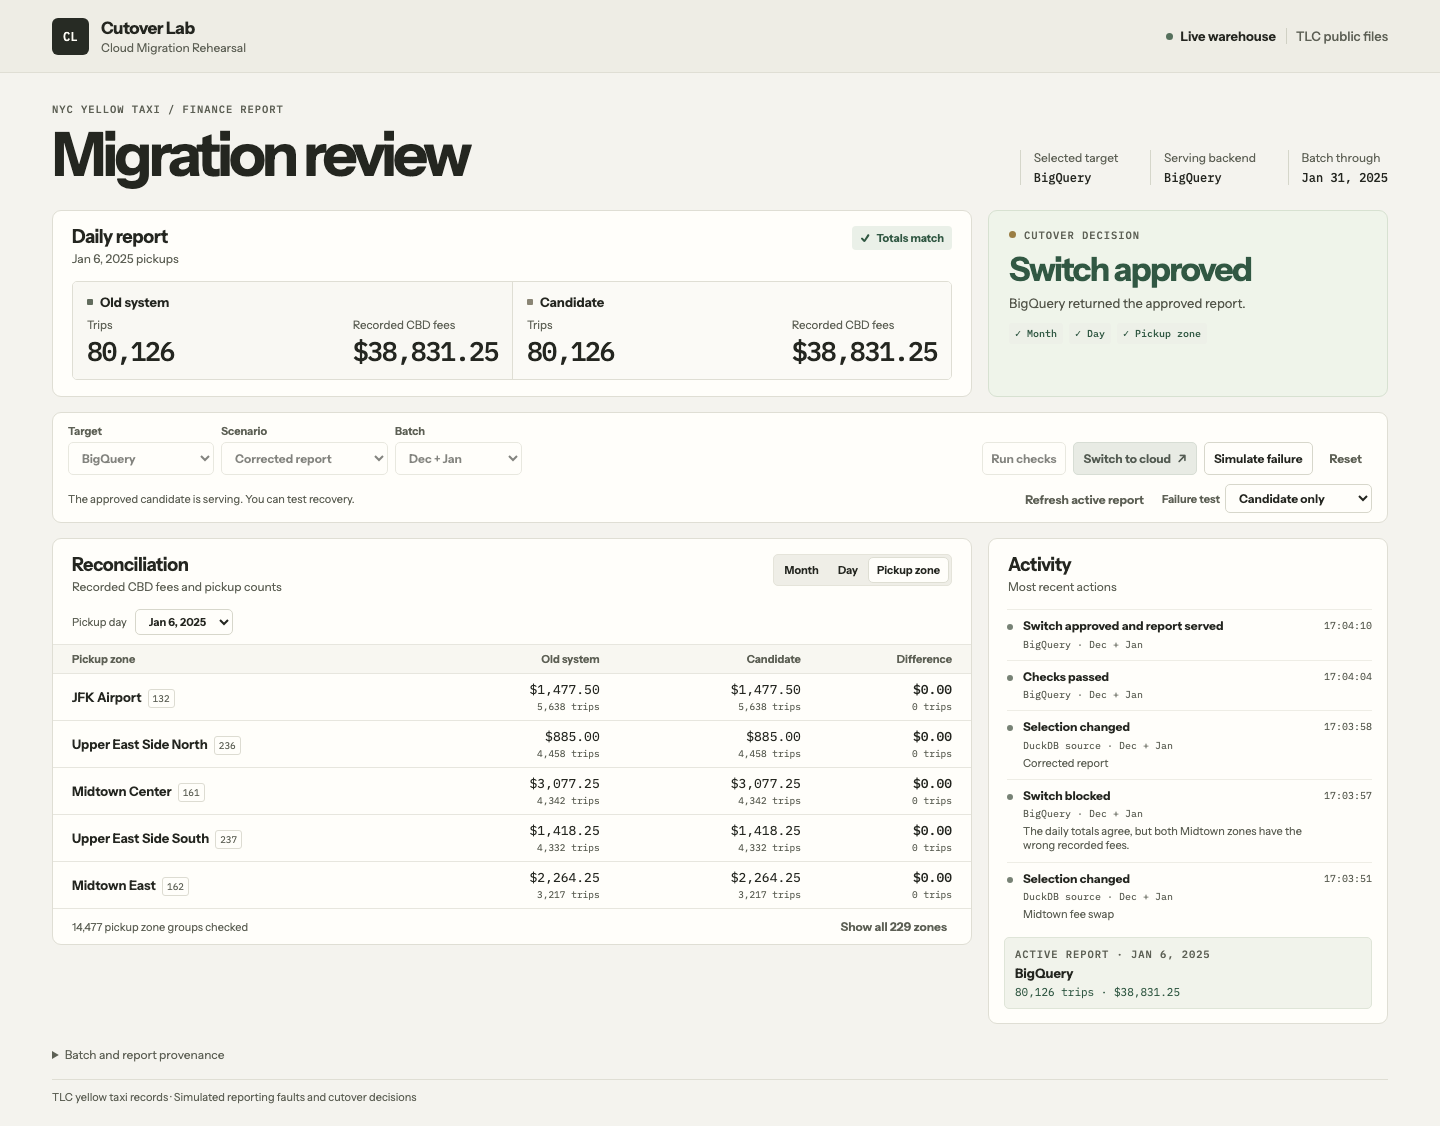 CL
Cutover Lab
Cloud Migration Rehearsal
Live warehouse
TLC public files
NYC YELLOW TAXI / FINANCE REPORT
Migration review
Selected target
BigQuery
Serving backend
BigQuery
Batch through
Jan 31, 2025
Daily report
Jan 6, 2025 pickups
✓ Totals match
Old system
Trips
80,126
Recorded CBD fees
$38,831.25
Candidate
Trips
80,126
Recorded CBD fees
$38,831.25
CUTOVER DECISION
Switch approved
BigQuery returned the approved report.
✓ Month ✓ Day ✓ Pickup zone
Target
BigQuery
Scenario
Corrected report
Batch
Dec + Jan
Run checks
Switch to cloud ↗
Simulate failure
Reset
The approved candidate is serving. You can test recovery.
Refresh active report
Failure test
Candidate only
Reconciliation
Recorded CBD fees and pickup counts
Month Day Pickup zone
Pickup day Jan 6, 2025
Pickup zone Old system Candidate Difference
JFK Airport 132 $1,477.50 $1,477.50 $0.00
5,638 trips 5,638 trips 0 trips
Upper East Side North 236 $885.00 $885.00 $0.00
4,458 trips 4,458 trips 0 trips
Midtown Center 161 $3,077.25 $3,077.25 $0.00
4,342 trips 4,342 trips 0 trips
Upper East Side South 237 $1,418.25 $1,418.25 $0.00
4,332 trips 4,332 trips 0 trips
Midtown East 162 $2,264.25 $2,264.25 $0.00
3,217 trips 3,217 trips 0 trips
14,477 pickup zone groups checked
Show all 229 zones
Activity
Most recent actions
Switch approved and report served 17:04:10
BigQuery · Dec + Jan
Checks passed 17:04:04
BigQuery · Dec + Jan
Selection changed 17:03:58
DuckDB source · Dec + Jan
Corrected report
Switch blocked 17:03:57
BigQuery · Dec + Jan
The daily totals agree, but both Midtown zones have the
wrong recorded fees.
Selection changed 17:03:51
DuckDB source · Dec + Jan
Midtown fee swap
ACTIVE REPORT · JAN 6, 2025
BigQuery
80,126 trips · $38,831.25
Batch and report provenance
TLC yellow taxi records · Simulated reporting faults and cutover decisions